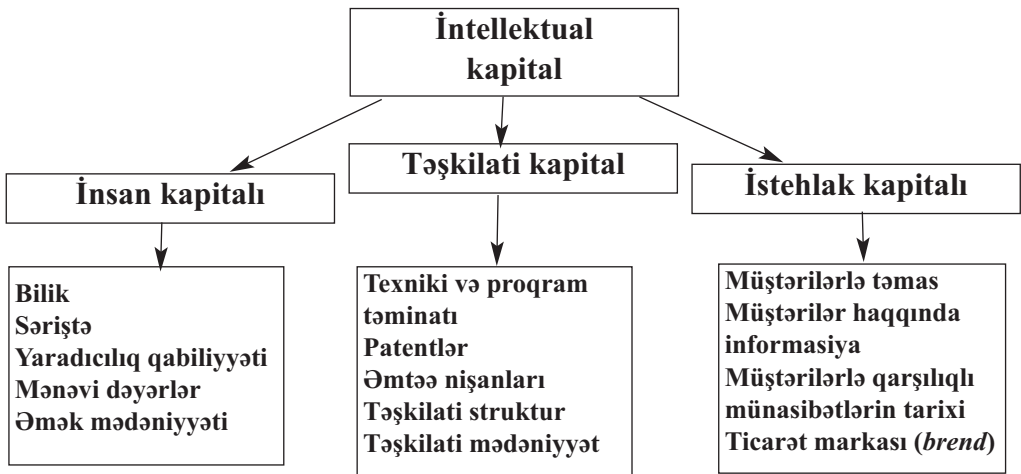 İntellektual
kapital
İnsan kapitalı
Təşkilati kapital
İstehlak kapitalı
Bilik
Səriştə
Yaradıcılıq qabiliyyəti
Mənəvi dəyərlər
Əmək mədəniyyəti
Texniki və proqram
təminatı
Patentlər
Əmtəə nişanları
Təşkilati struktur
Təşkilati mədəniyyət
Müştərilərlə təmas
Müştərilər haqqında
informasiya
Müştərilərlə qarşılıqlı
münasibətlərin tarixi
Ticarət markası (brend)